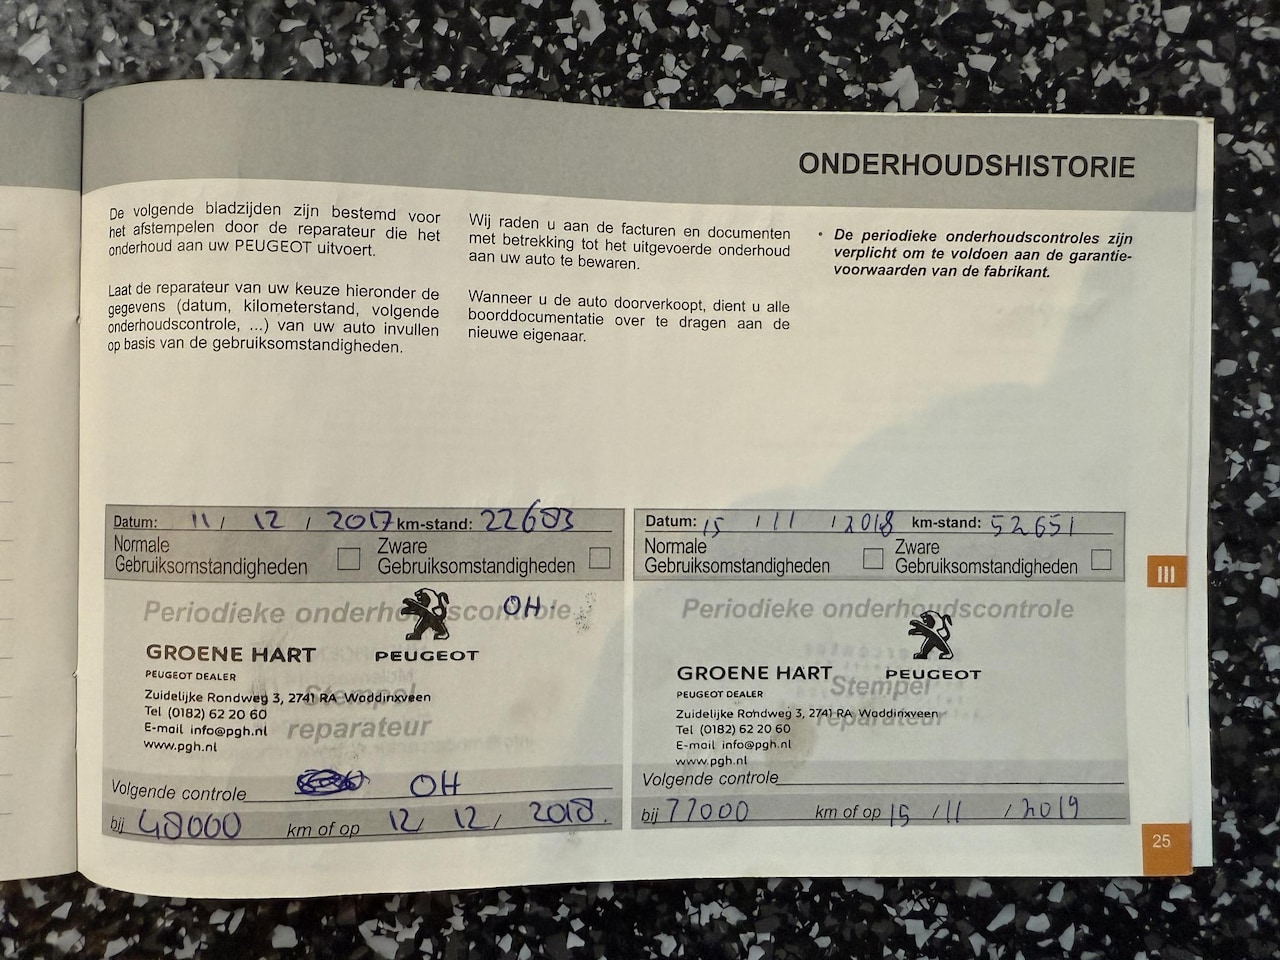 ONDERHOUDSHISTORIE
De volgende bladzijden zijn bestemd voor
het afstempelen door de reparateur die het
onderhoud aan uw PEUGEOT uitvoert.
Laat de reparateur van uw keuze hieronder de
gegevens (datum, kilometerstand, volgende
onderhoudscontrole, ...) van uw auto invullen
op basis van de gebruiksomstandigheden.
Wij raden u aan de facturen en documenten
met betrekking tot het uitgevoerde onderhoud
aan uw auto te bewaren.
Wanneer u de auto doorverkoopt, dient u alle
boorddocumentatie over te dragen aan de
nieuwe eigenaar.
• De periodieke onderhoudscontroles zijn
verplicht om te voldoen aan de garantie-
voorwaarden van de fabrikant.
Datum: 11 / 12 / 2017 km-stand: 22603
Normale
Gebruiksomstandigheden
Zware
Gebruiksomstandigheden
Periodieke onderhoudscontrole
OH.
PEUGEOT
GROENE HART
PEUGEOT DEALER
Stempel
reparateur
Zuidelijke Rondweg 3, 2741 RA Waddinxveen
Tel (0182) 62 20 60
E-mail info@pgh.nl
www.pgh.nl
Volgende controle OH
bij 48000 km of op 12 / 12 / 2018.
Datum: 15 / 11 / 2018 km-stand: 52651
Normale
Gebruiksomstandigheden
Zware
Gebruiksomstandigheden
Periodieke onderhoudscontrole
PEUGEOT
GROENE HART
PEUGEOT DEALER
Stempel
reparateur
Zuidelijke Rondweg 3, 2741 RA Waddinxveen
Tel (0182) 62 20 60
E-mail info@pgh.nl
www.pgh.nl
Volgende controle
bij 77000 km of op 15 / 11 / 2019
III
25